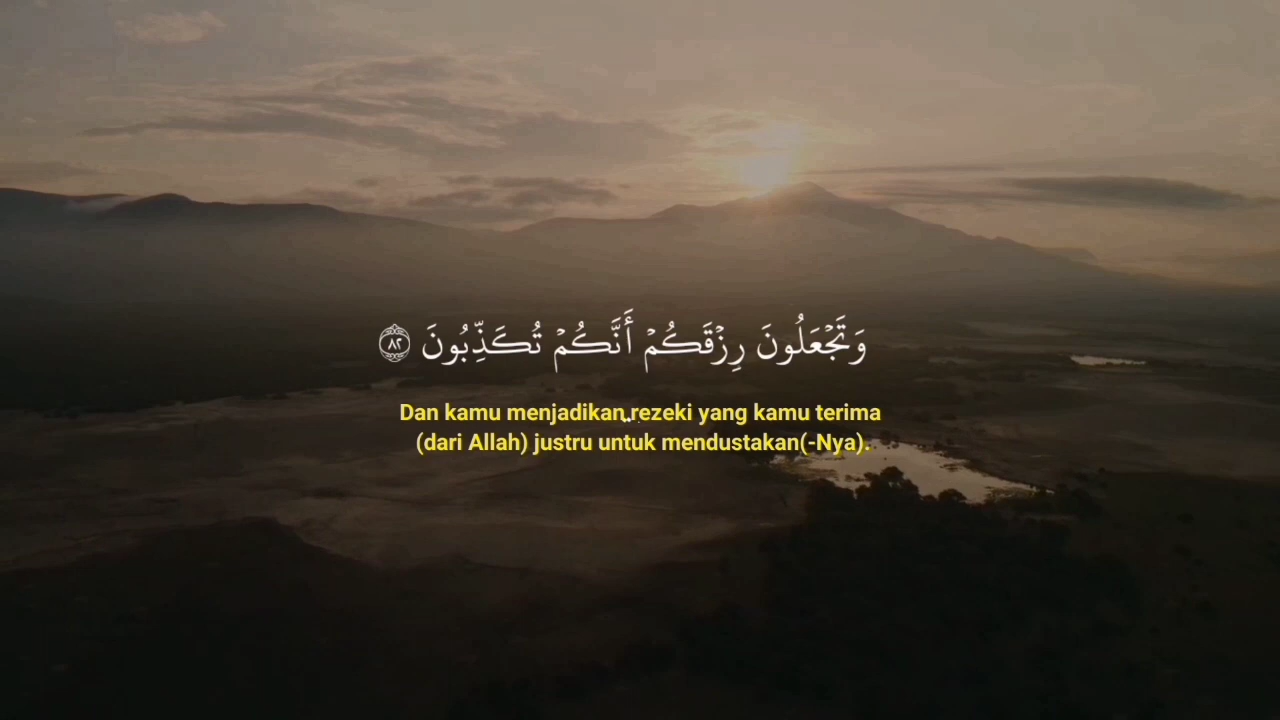 وَتَجْعَلُونَ رِزْقَكُمْ أَنَّكُمْ تُكَذِّبُونَ ٨٢
Dan kamu menjadikan rezeki yang kamu terima
(dari Allah) justru untuk mendustakan(-Nya).